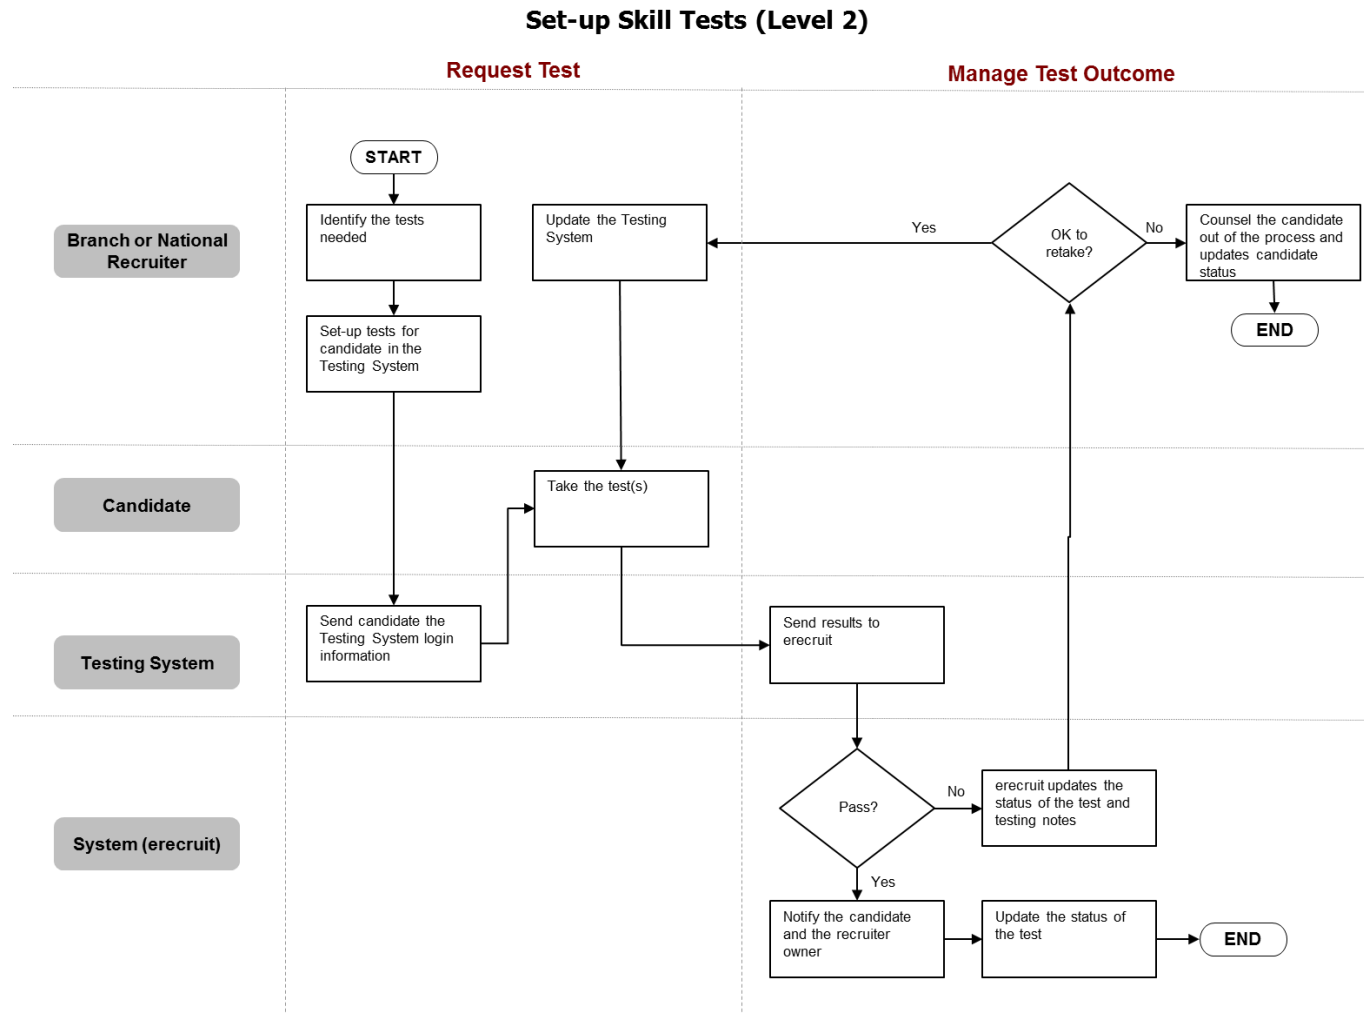 Set-up Skill Tests (Level 2)
Request Test
Manage Test Outcome
START
Branch or National
Recruiter
Identify the tests
needed
Update the Testing
System
Yes
OK to
retake?
No
Counsel the candidate
out of the process and
updates candidate
status
Set-up tests for
candidate in the
Testing System
END
Candidate
Take the test(s)
Testing System
Send candidate the
Testing System login
information
Send results to
erecruit
System (erecruit)
Pass?
No
erecruit updates the
status of the test and
testing notes
Yes
Notify the candidate
and the recruiter
owner
Update the status of
the test
END